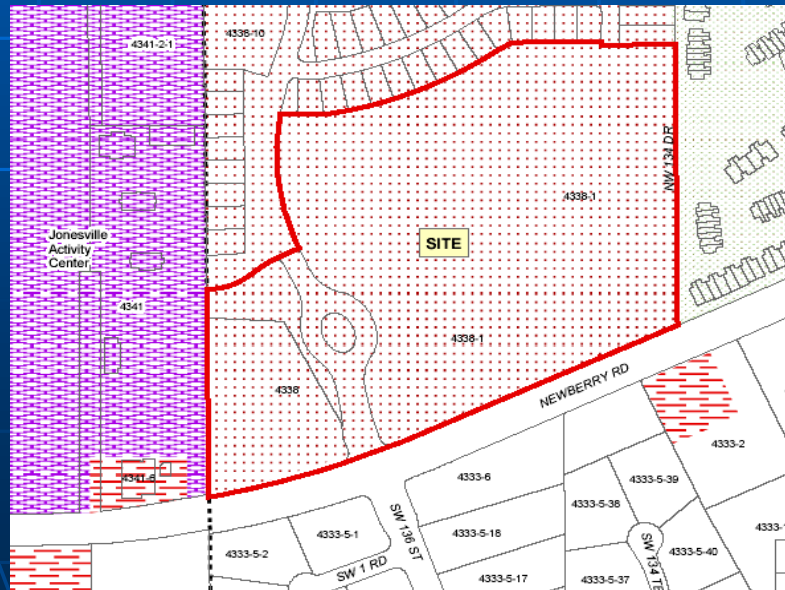 4338-10
4341-2-1
NW 134 DR
4338-1
SITE
Jonesville
Activity
Center
4341
4338-1
4338
NEWBERRY RD
4333-2
4341-6
4333-6
4333-5-39
4333-5-38
SW 136 ST
4333-5-1
4333-5-18
4333-5-2
4333-5-40
SW 1 RD
4333-5-17
4333-5-37